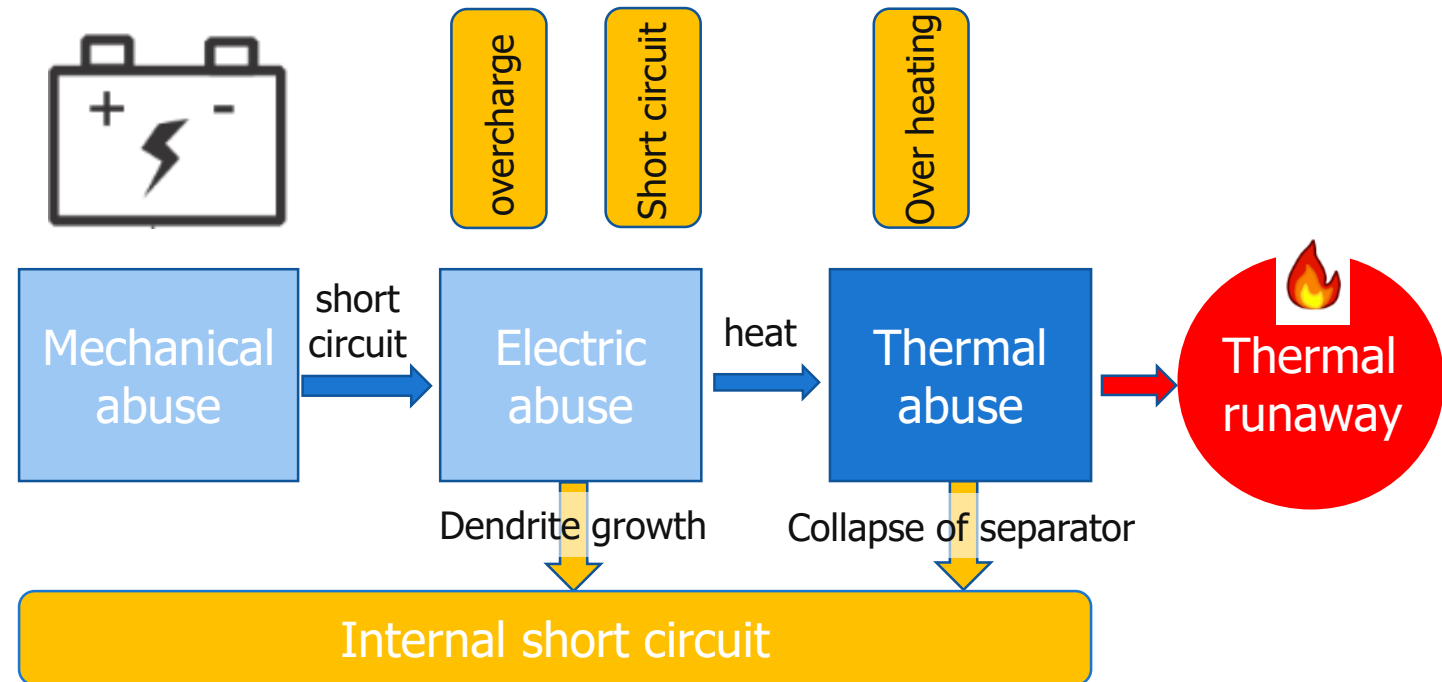 + -
overcharge
Short circuit
Over heating
Mechanical
abuse
short
circuit
Electric
abuse
heat
Thermal
abuse
Thermal
runaway
Dendrite growth
Collapse of separator
Internal short circuit